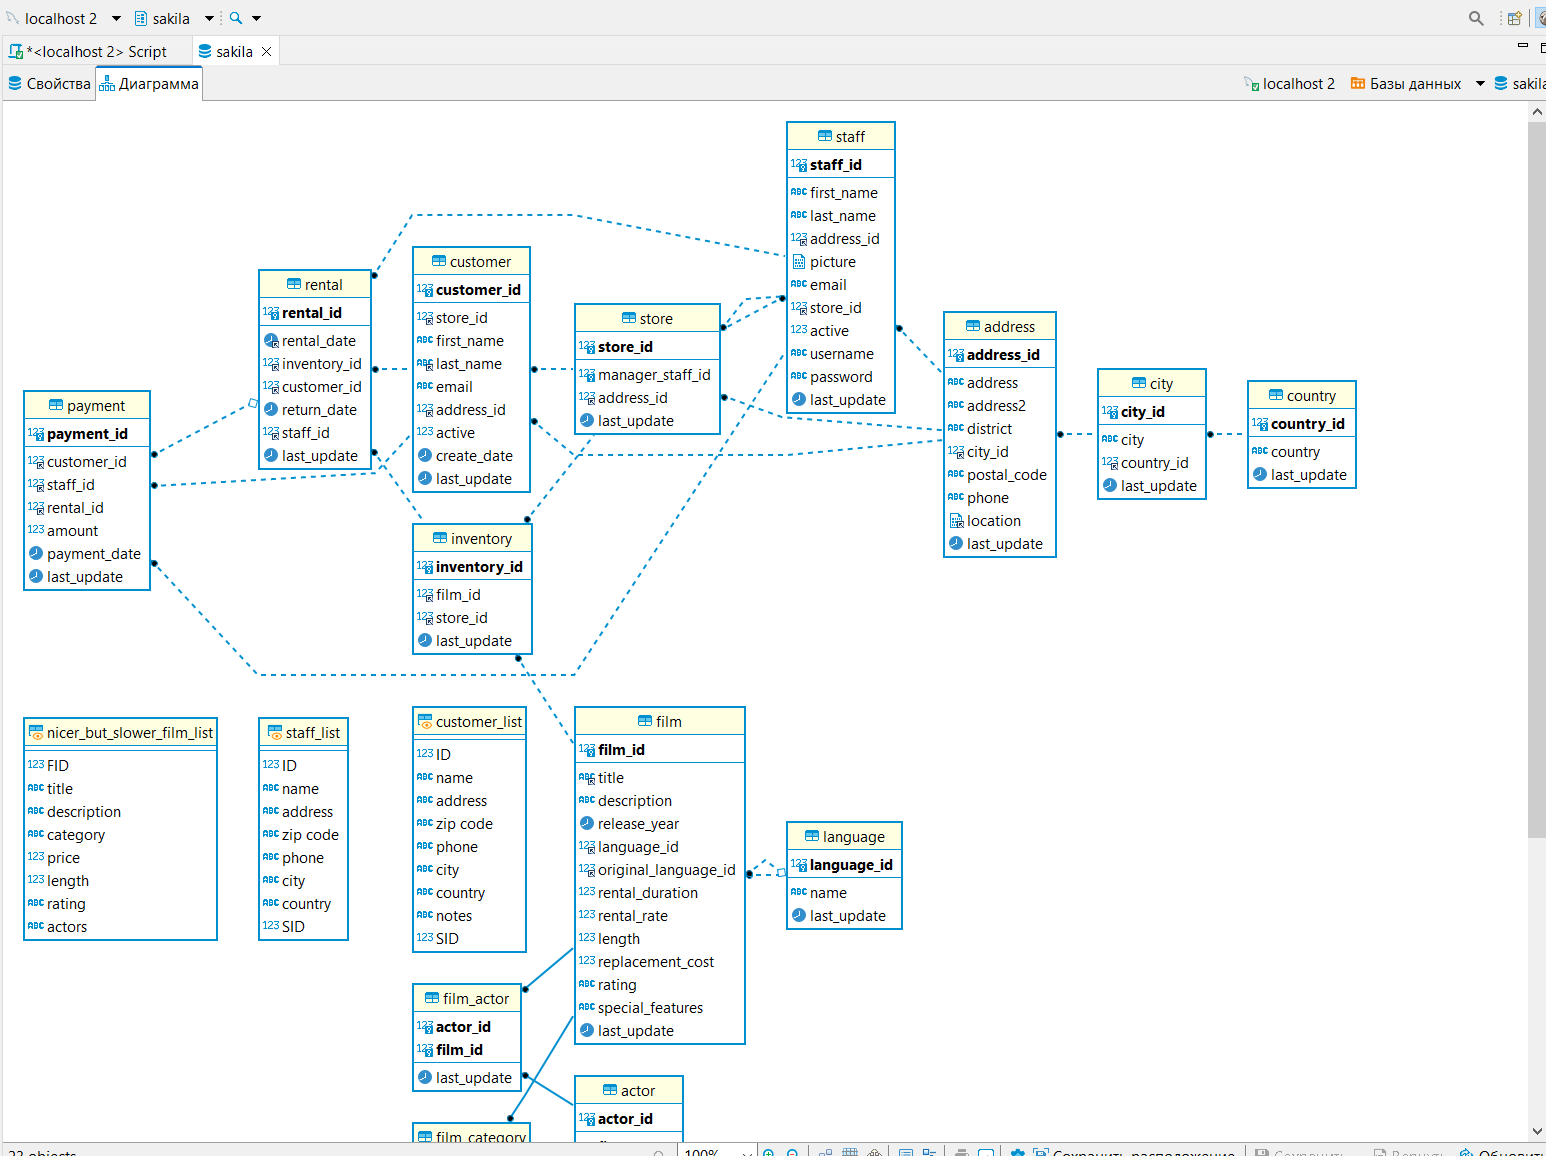 localhost 2 sakila
*<localhost 2> Script sakila
Свойства Диаграмма localhost 2 Базы данных sakila
staff
staff_id
first_name
last_name
address_id
picture
email
store_id
active
username
password
last_update
customer
customer_id
store_id
first_name
last_name
email
address_id
active
create_date
last_update
rental
rental_id
rental_date
inventory_id
customer_id
return_date
staff_id
last_update
store
store_id
manager_staff_id
address_id
last_update
address
address_id
address
address2
district
city_id
postal_code
phone
location
last_update
city
city_id
city
country_id
last_update
country
country_id
country
last_update
payment
payment_id
customer_id
staff_id
rental_id
amount
payment_date
last_update
inventory
inventory_id
film_id
store_id
last_update
nicer_but_slower_film_list
FID
title
description
category
price
length
rating
actors
staff_list
ID
name
address
zip code
phone
city
country
SID
customer_list
ID
name
address
zip code
phone
city
country
notes
SID
film
film_id
title
description
release_year
language_id
original_language_id
rental_duration
rental_rate
length
replacement_cost
rating
special_features
last_update
language
language_id
name
last_update
film_actor
actor_id
film_id
last_update
actor
actor_id
film_category
100%
Сохранить расположение